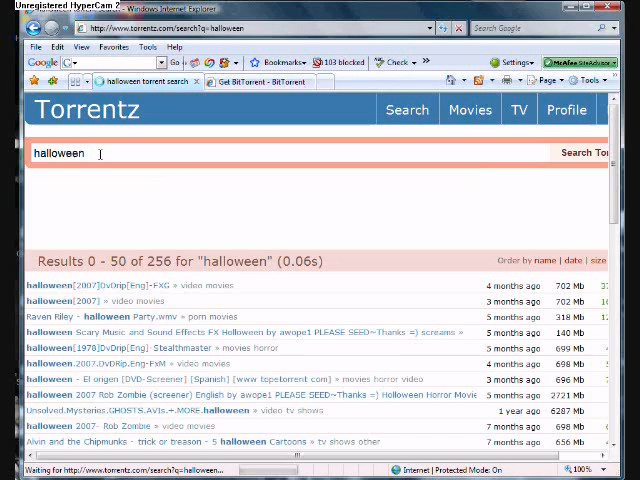 Unregistered HyperCam 2
Windows Internet Explorer
http://www.torrentz.com/search?q=halloween
Search Google
File Edit View Favorites Tools Help
Google Go Bookmarks 103 blocked Check Settings McAfee SiteAdvisor
halloween torrent search Get BitTorrent - BitTorrent Page Tools
Torrentz Search Movies TV Profile
halloween Search Tor
Results 0 - 50 of 256 for "halloween" (0.06s) Order by name | date | size
halloween[2007]DvDrip[Eng]-FXG » video movies 4 months ago 702 Mb 37
halloween[2007] » video movies 3 months ago 702 Mb 16
Raven Riley - halloween Party.wmv » porn movies 5 months ago 318 Mb 12
halloween Scary Music and Sound Effects FX Holloween by awope1 PLEASE SEED~Thanks =) screams » 5 months ago 140 Mb
halloween[1978]DvDrip[Eng]-Stealthmaster » movies horror 5 months ago 699 Mb
halloween.2007.DvDRip.Eng-FxM » video movies 4 months ago 698 Mb
halloween - El origen [DVD-Screener] [Spanish] [www topetorrent com] » movies horror video 3 months ago 696 Mb
halloween 2007 Rob Zombie (screener) English by awope1 PLEASE SEED~Thanks =) Halloween Horror Movie 5 months ago 2721 Mb
Unsolved.Mysteries.GHOSTS.AVIs.+.MORE.halloween » video tv shows 1 year ago 6287 Mb
halloween 2007- Rob Zombie » video movies 6 months ago 699 Mb
Alvin and the Chipmunks - trick or treason - 5 halloween Cartoons » tv shows other 7 months ago 656 Mb
Waiting for http://www.torrentz.com/search?q=halloween... Internet | Protected Mode: On 100%